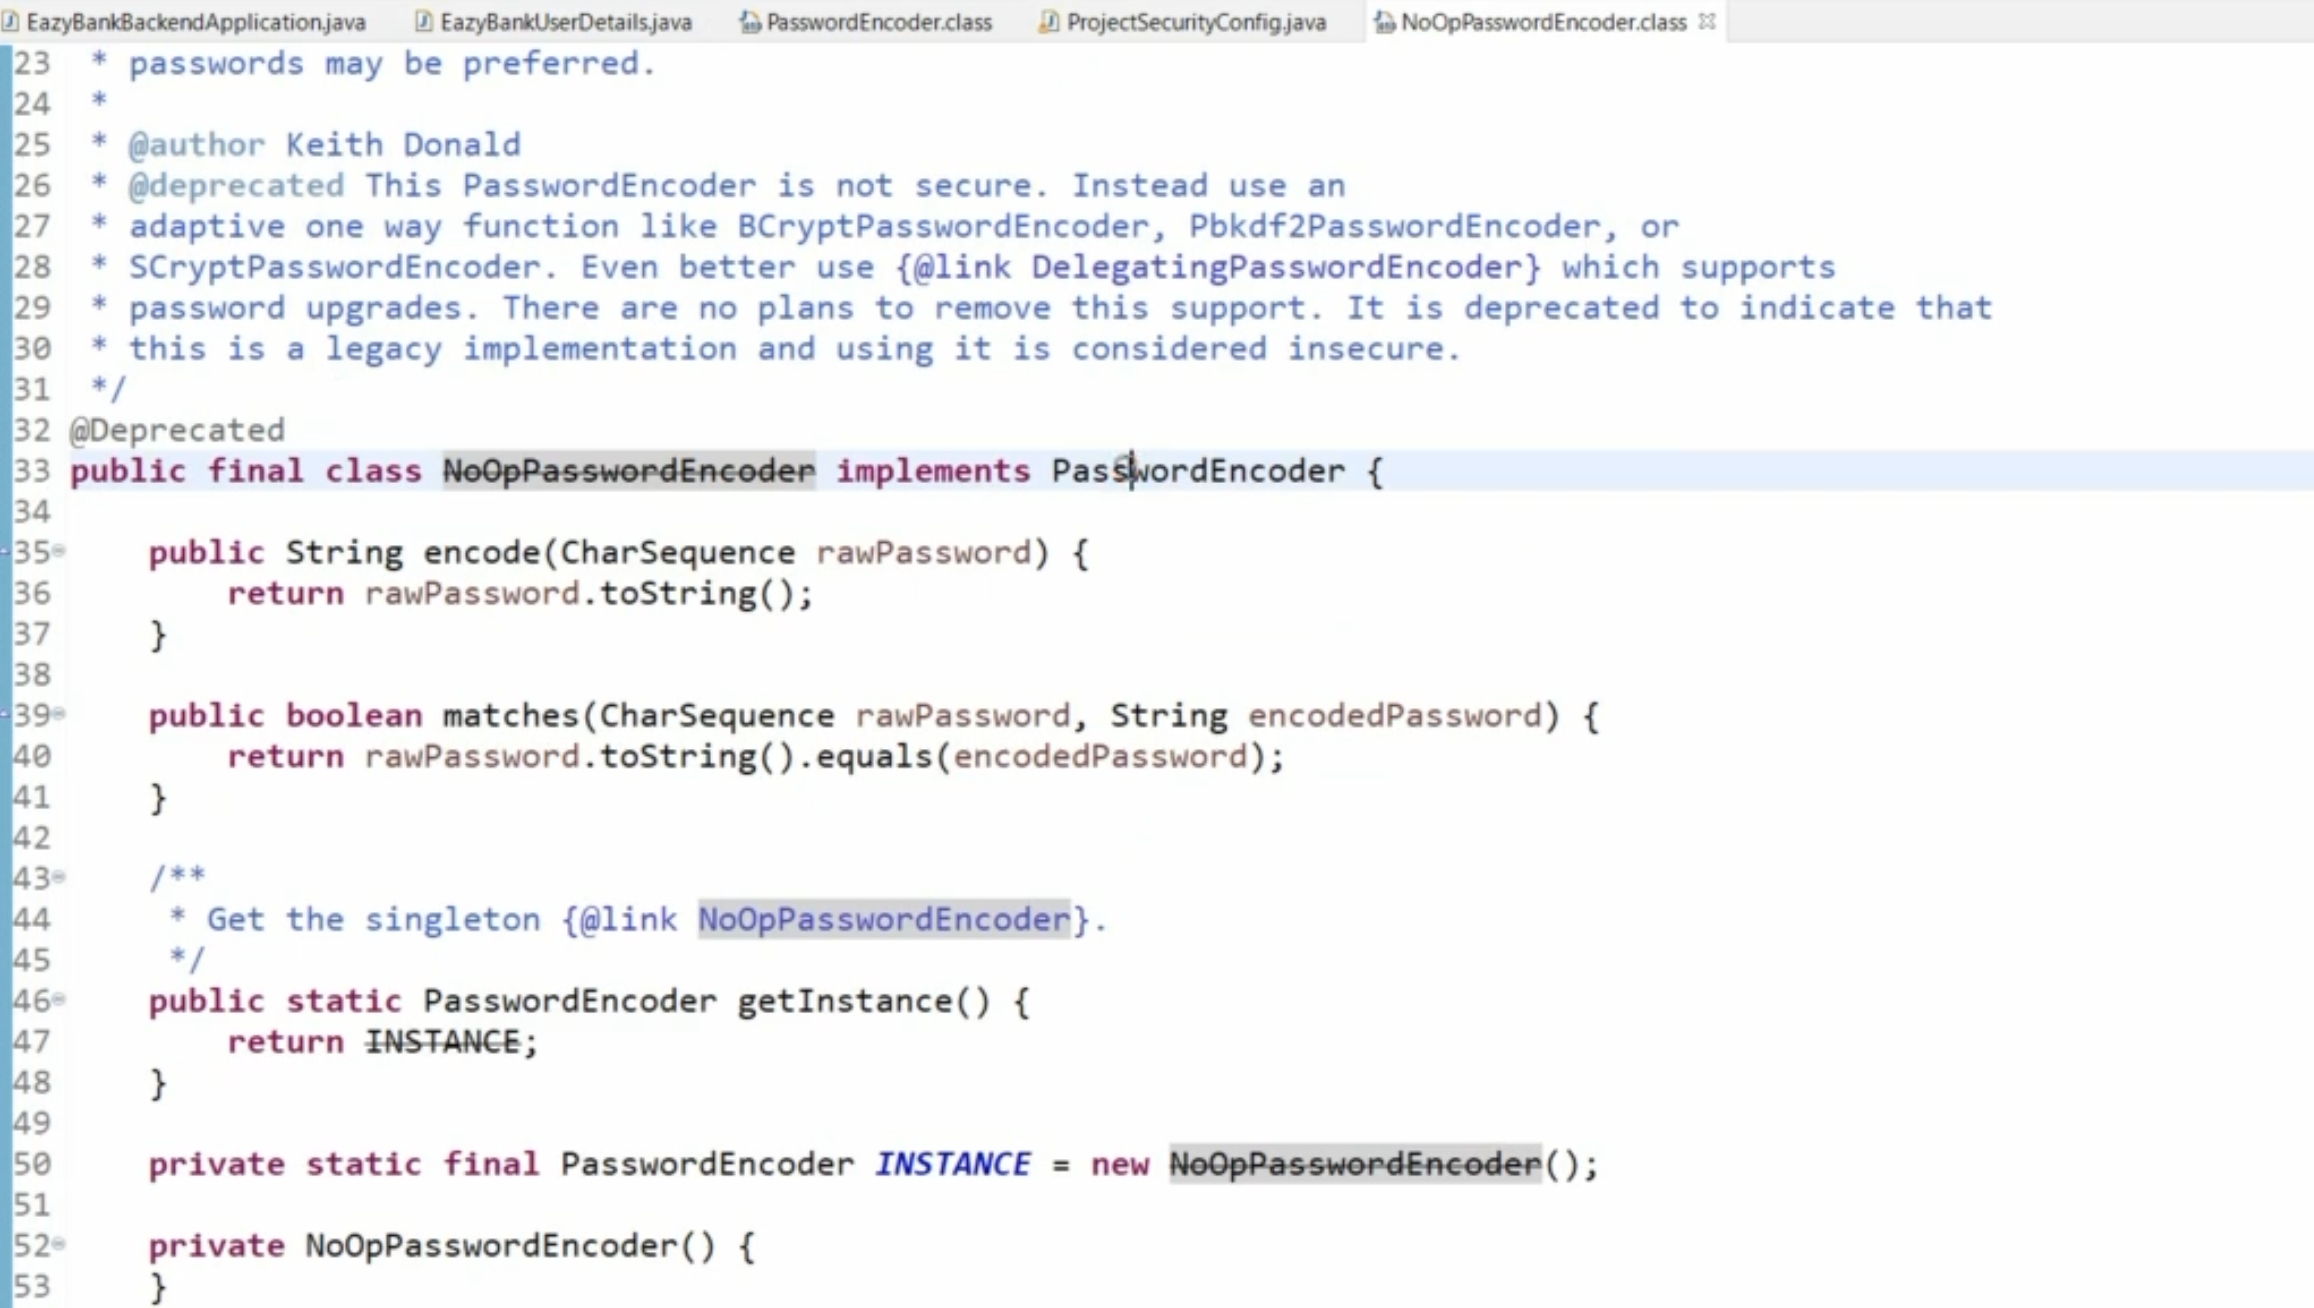 EazyBankBackendApplication.java EazyBankUserDetails.java PasswordEncoder.class ProjectSecurityConfig.java NoOpPasswordEncoder.class
23 * passwords may be preferred.
24 *
25 * @author Keith Donald
26 * @deprecated This PasswordEncoder is not secure. Instead use an
27 * adaptive one way function like BCryptPasswordEncoder, Pbkdf2PasswordEncoder, or
28 * SCryptPasswordEncoder. Even better use {@link DelegatingPasswordEncoder} which supports
29 * password upgrades. There are no plans to remove this support. It is deprecated to indicate that
30 * this is a legacy implementation and using it is considered insecure.
31 */
32 @Deprecated
33 public final class NoOpPasswordEncoder implements PasswordEncoder {
34
35 public String encode(CharSequence rawPassword) {
36 return rawPassword.toString();
37 }
38
39 public boolean matches(CharSequence rawPassword, String encodedPassword) {
40 return rawPassword.toString().equals(encodedPassword);
41 }
42
43 /**
44 * Get the singleton {@link NoOpPasswordEncoder}.
45 */
46 public static PasswordEncoder getInstance() {
47 return INSTANCE;
48 }
49
50 private static final PasswordEncoder INSTANCE = new NoOpPasswordEncoder();
51
52 private NoOpPasswordEncoder() {
53 }